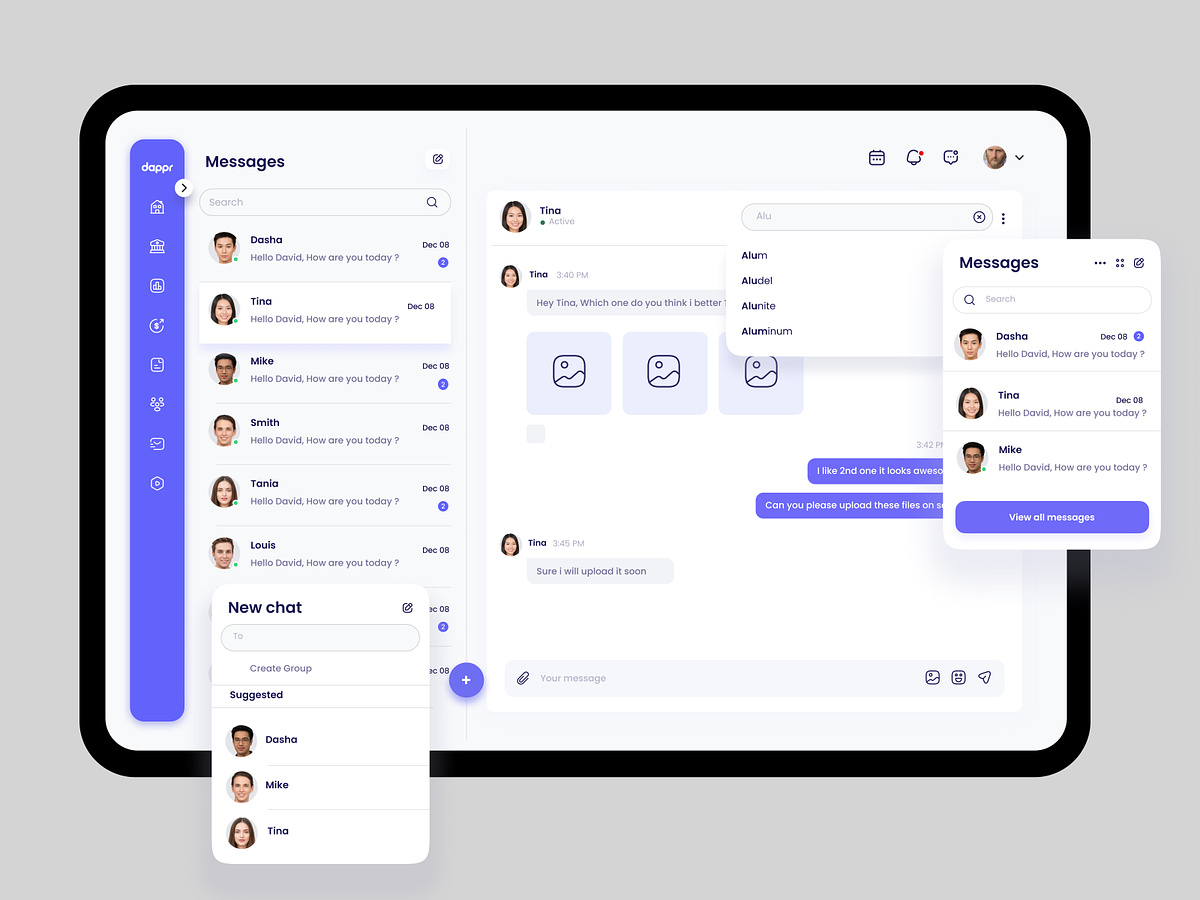 dappr
Messages
Search
Dasha
Dec 08
Hello David, How are you today ?
2
Tina
Dec 08
Hello David, How are you today ?
Mike
Dec 08
Hello David, How are you today ?
2
Smith
Dec 08
Hello David, How are you today ?
Tania
Dec 08
Hello David, How are you today ?
2
Louis
Dec 08
Hello David, How are you today ?
ec 08
2
ec 08
+
New chat
To
Create Group
Suggested
Dasha
Mike
Tina
Tina
Active
Alu
Alum
Aludel
Alunite
Aluminum
Tina 3:40 PM
Hey Tina, Which one do you think i better
3:42 PM
I like 2nd one it looks aweso
Can you please upload these files on
Tina 3:45 PM
Sure i will upload it soon
Your message
Messages
Search
Dasha
Dec 08 2
Hello David, How are you today ?
Tina
Dec 08
Hello David, How are you today ?
Mike
Hello David, How are you today ?
View all messages